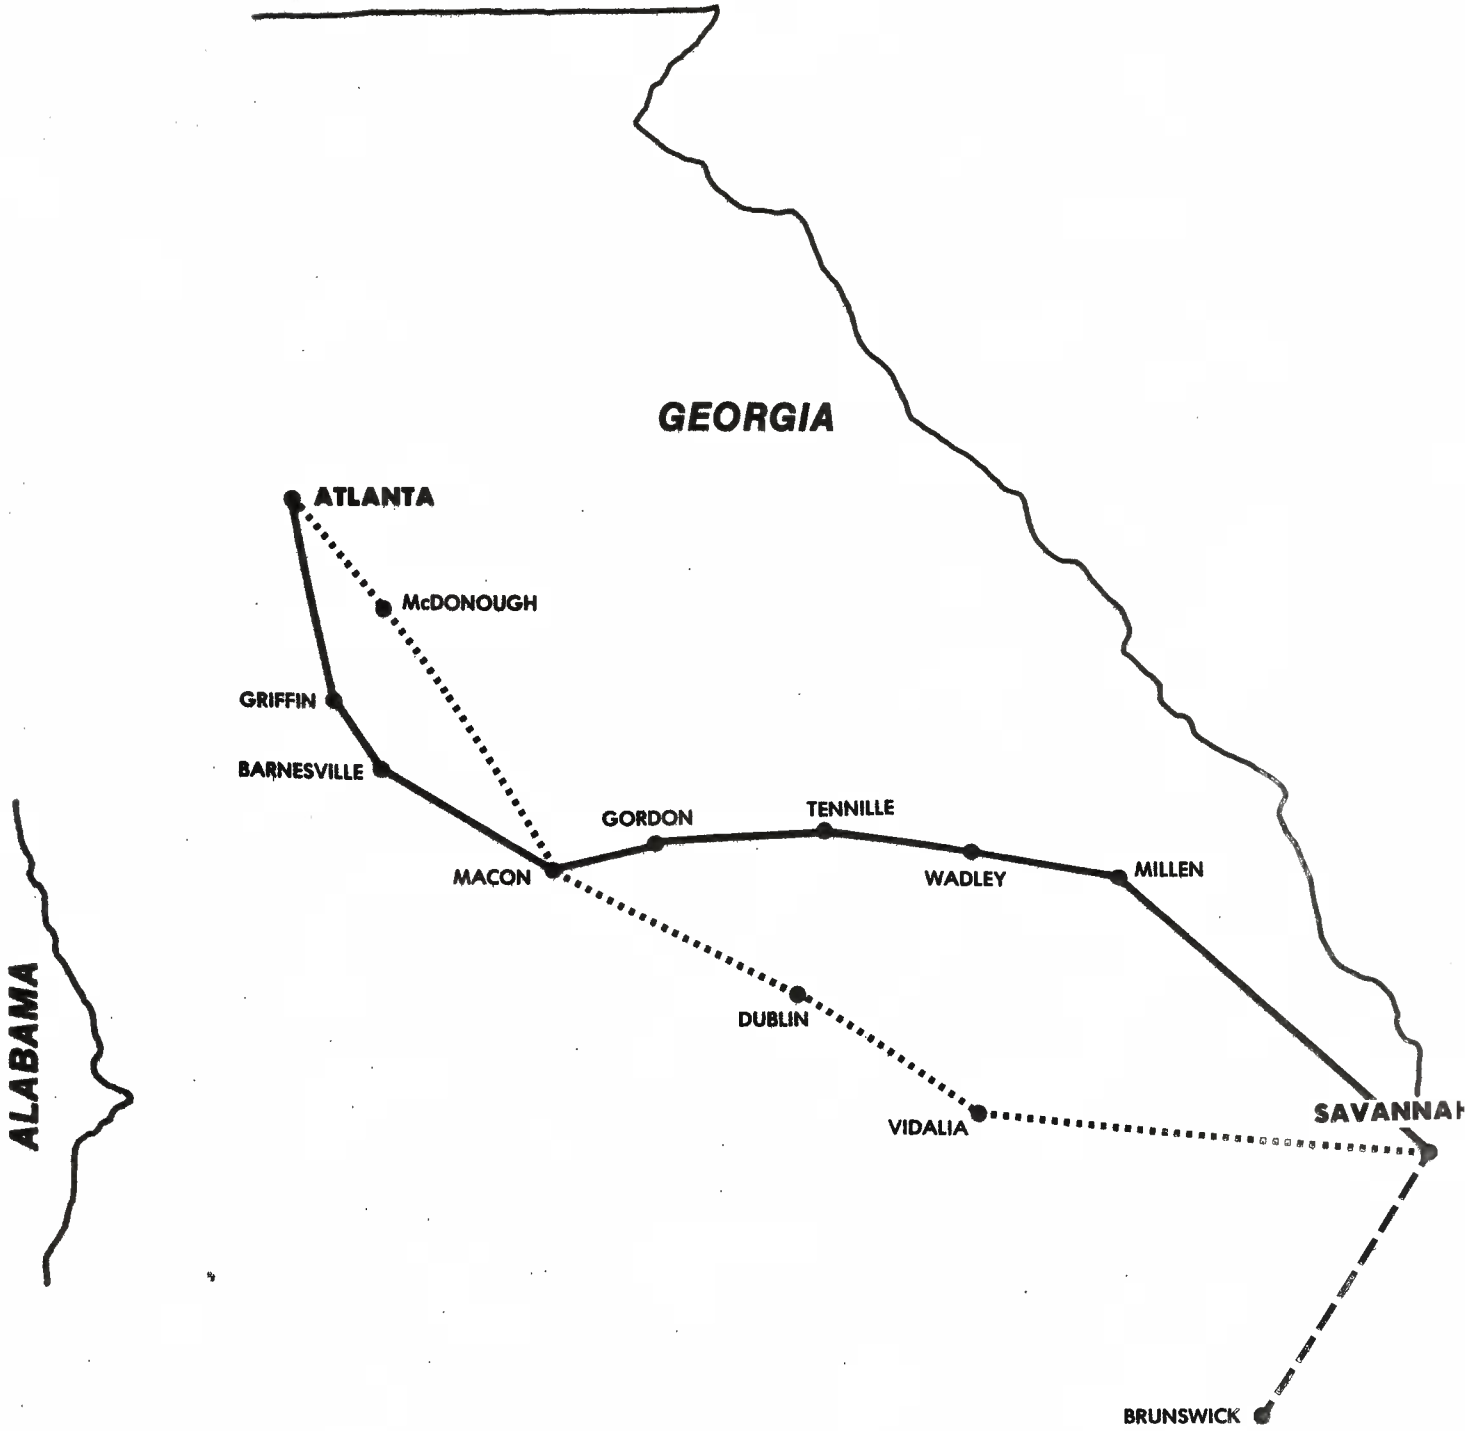 GEORGIA
ATLANTA
McDONOUGH
GRIFFIN
BARNESVILLE
MACON
GORDON
TENNILLE
WADLEY
MILLEN
ALABAMA
DUBLIN
VIDALIA
SAVANNAH
BRUNSWICK